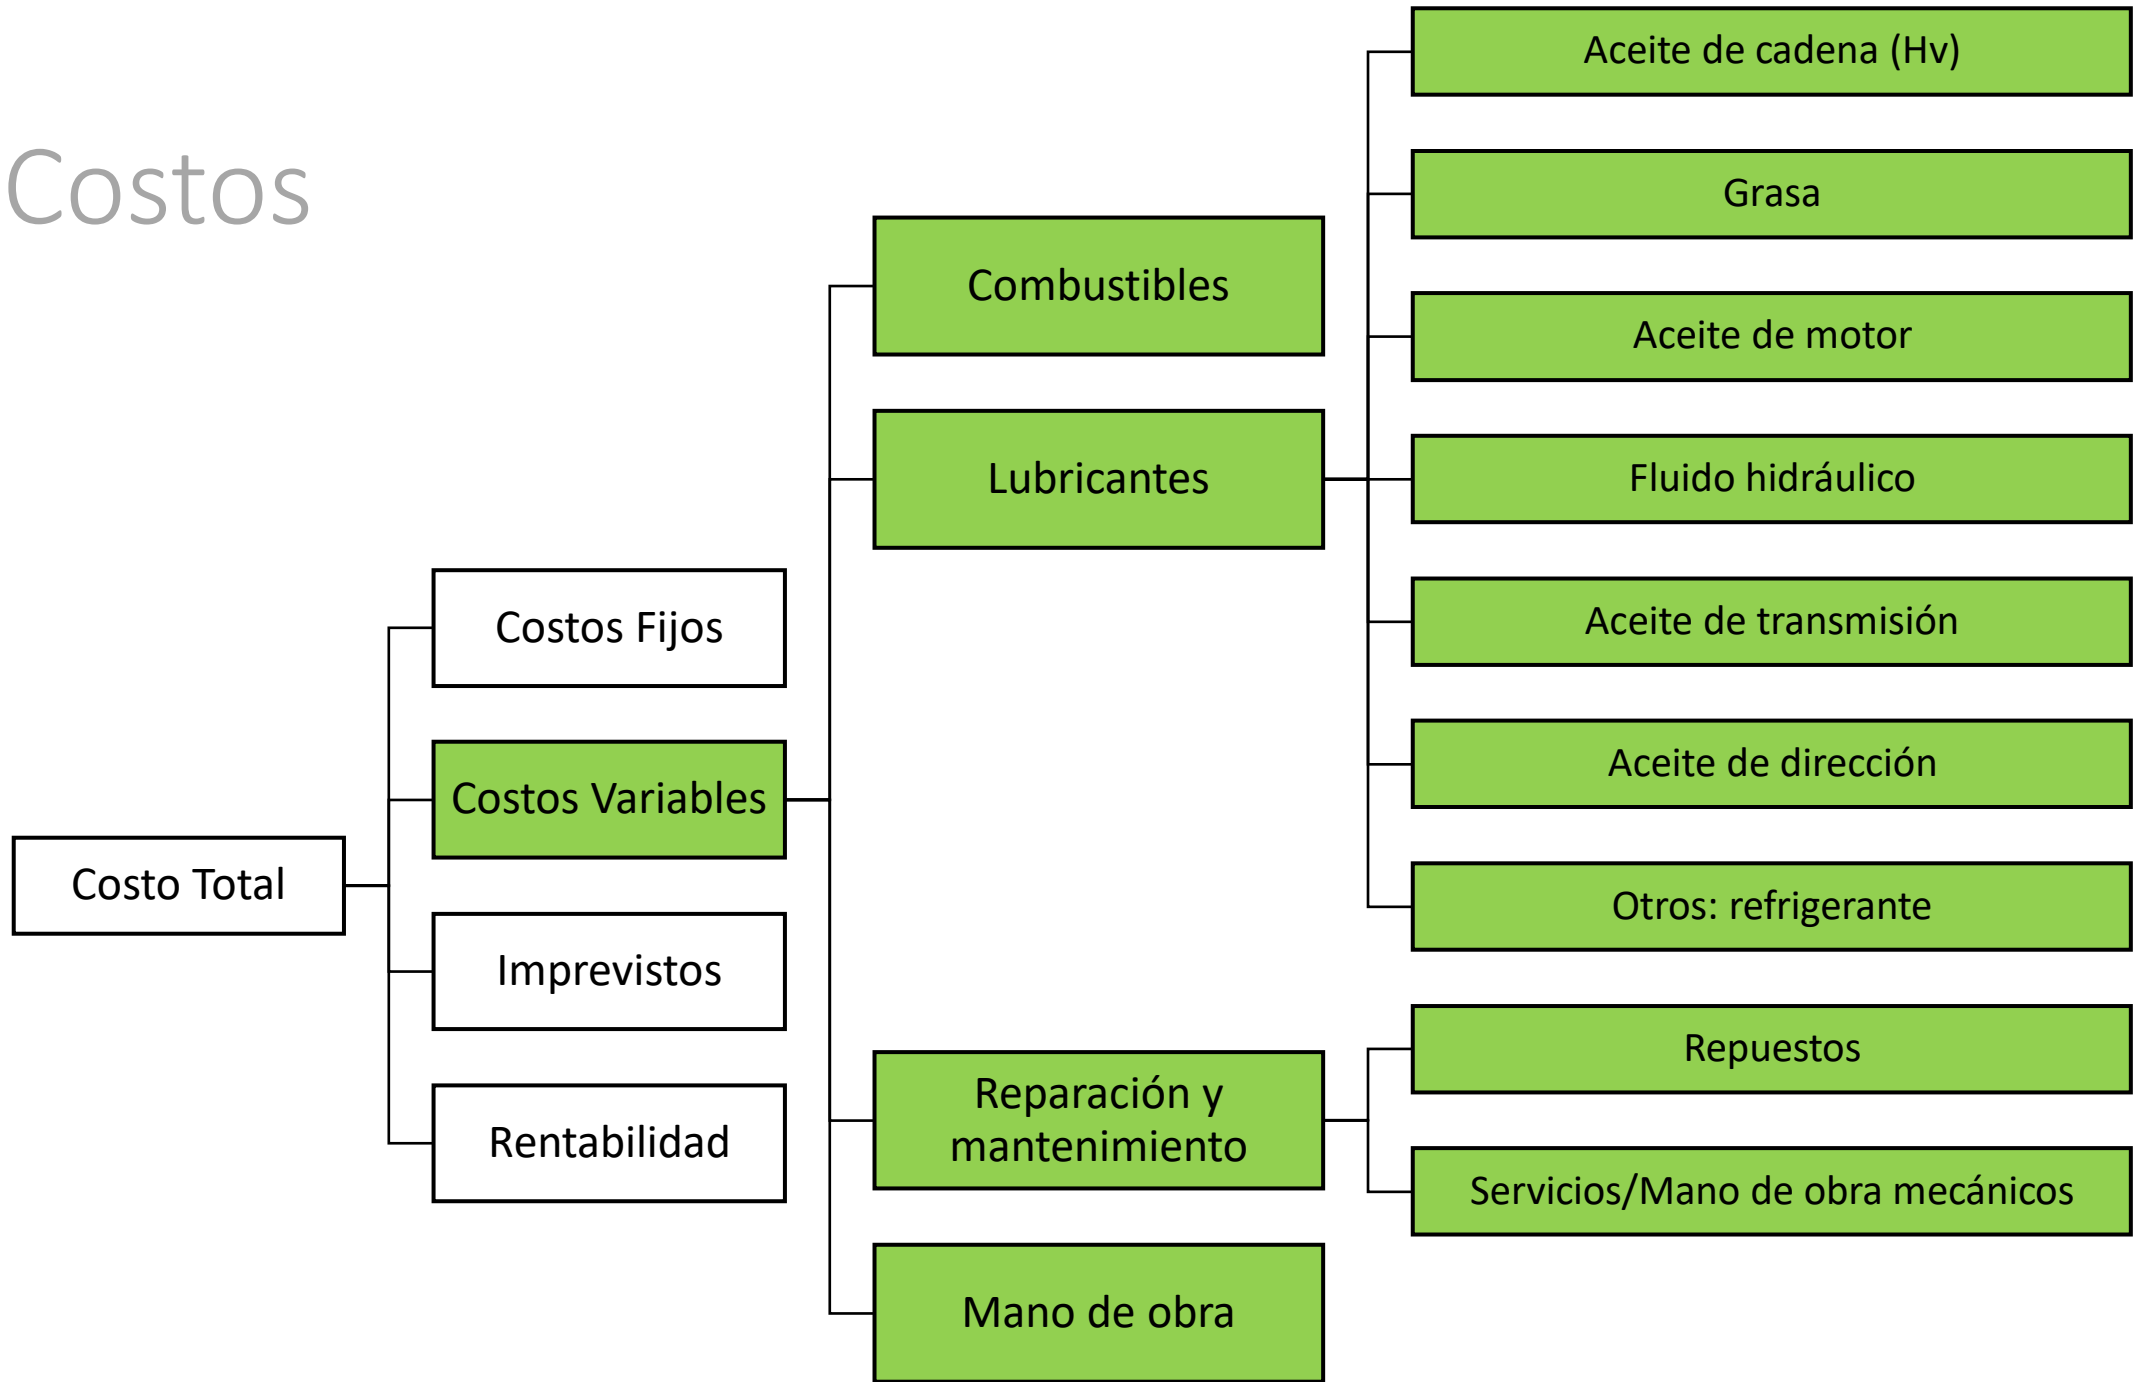 Costos
Costo Total
Costos Fijos
Costos Variables
Imprevistos
Rentabilidad
Combustibles
Lubricantes
Reparación y
mantenimiento
Mano de obra
Aceite de cadena (Hv)
Grasa
Aceite de motor
Fluido hidráulico
Aceite de transmisión
Aceite de dirección
Otros: refrigerante
Repuestos
Servicios/Mano de obra mecánicos